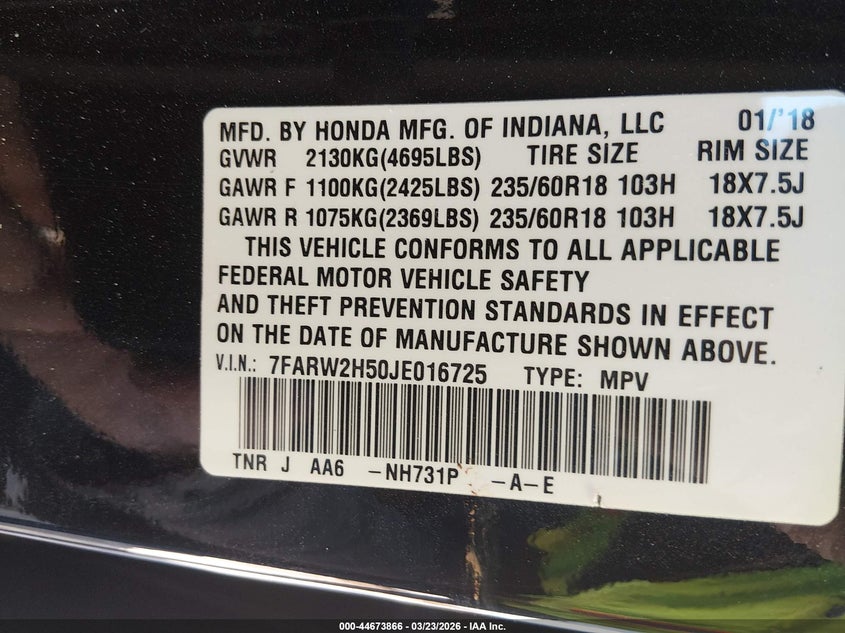 MFD. BY HONDA MFG. OF INDIANA, LLC 01/'18
GVWR 2130KG(4695LBS) TIRE SIZE RIM SIZE
GAWR F 1100KG(2425LBS) 235/60R18 103H 18X7.5J
GAWR R 1075KG(2369LBS) 235/60R18 103H 18X7.5J
THIS VEHICLE CONFORMS TO ALL APPLICABLE
FEDERAL MOTOR VEHICLE SAFETY
AND THEFT PREVENTION STANDARDS IN EFFECT
ON THE DATE OF MANUFACTURE SHOWN ABOVE.
V.I.N.: 7FARW2H50JE016725 TYPE: MPV
TNR J AA6 -NH731P -A-E
000-44673866 - 03/23/2026 - IAA Inc.